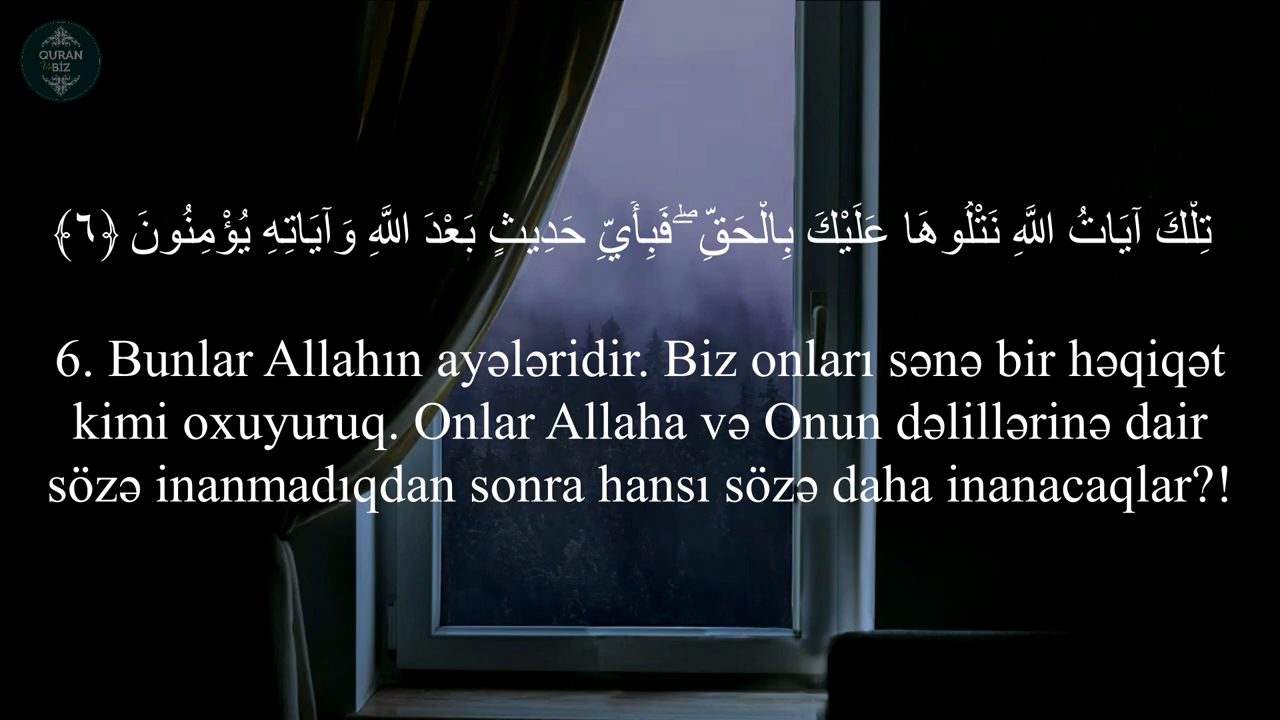 QURAN
Və
BİZ
تِلْكَ آيَاتُ اللَّهِ نَتْلُوهَا عَلَيْكَ بِالْحَقِّ ۖ فَبِأَيِّ حَدِيثٍ بَعْدَ اللَّهِ وَآيَاتِهِ يُؤْمِنُونَ ﴿٦﴾
6. Bunlar Allahın ayələridir. Biz onları sənə bir həqiqət
kimi oxuyuruq. Onlar Allaha və Onun dəlillərinə dair
sözə inanmadıqdan sonra hansı sözə daha inanacaqlar?!